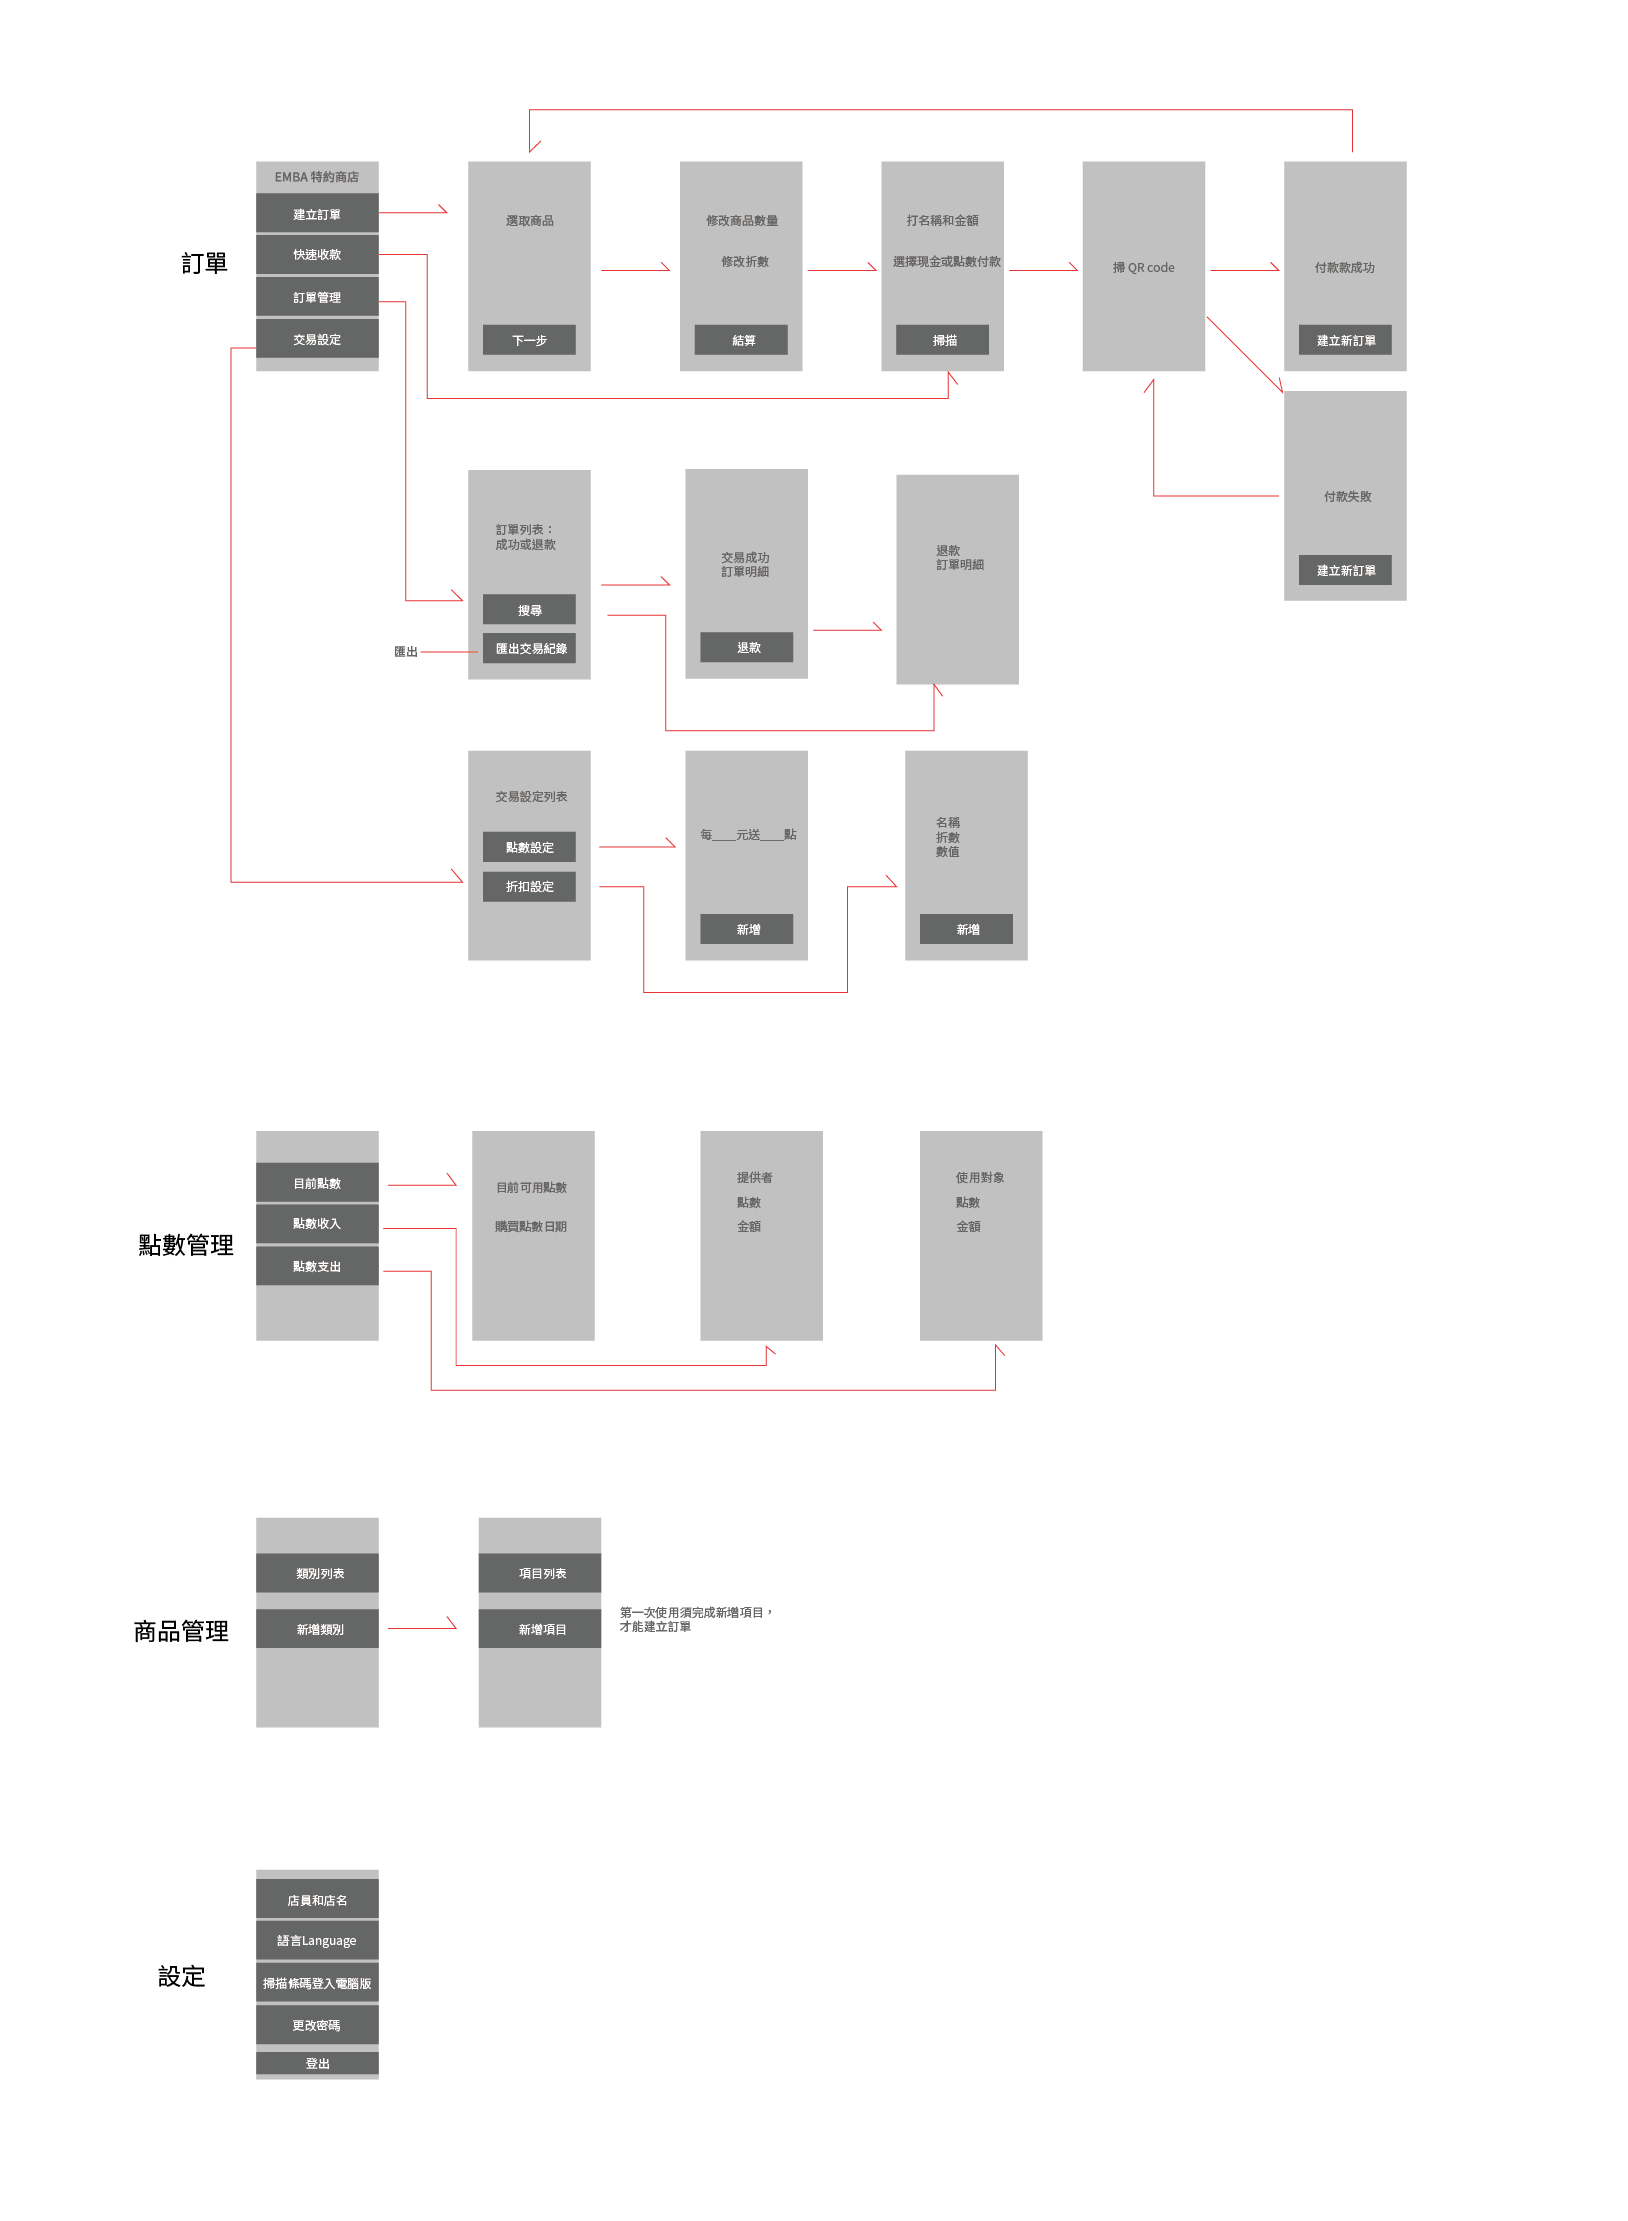 訂單
EMBA 特約商店
建立訂單
快速收款
訂單管理
交易設定
選取商品
下一步
修改商品數量
修改折數
結算
打名稱和金額
選擇現金或點數付款
掃描
掃 QR code
付款款成功
建立新訂單
付款失敗
建立新訂單
訂單列表：
成功或退款
搜尋
匯出交易紀錄
匯出
交易成功
訂單明細
退款
退款
訂單明細
交易設定列表
點數設定
折扣設定
每____元送____點
新增
名稱
折數
數值
新增
點數管理
目前點數
點數收入
點數支出
目前可用點數
購買點數日期
提供者
點數
金額
使用對象
點數
金額
商品管理
類別列表
新增類別
項目列表
新增項目
第一次使用須完成新增項目，
才能建立訂單
設定
店員和店名
語言Language
掃描條碼登入電腦版
更改密碼
登出